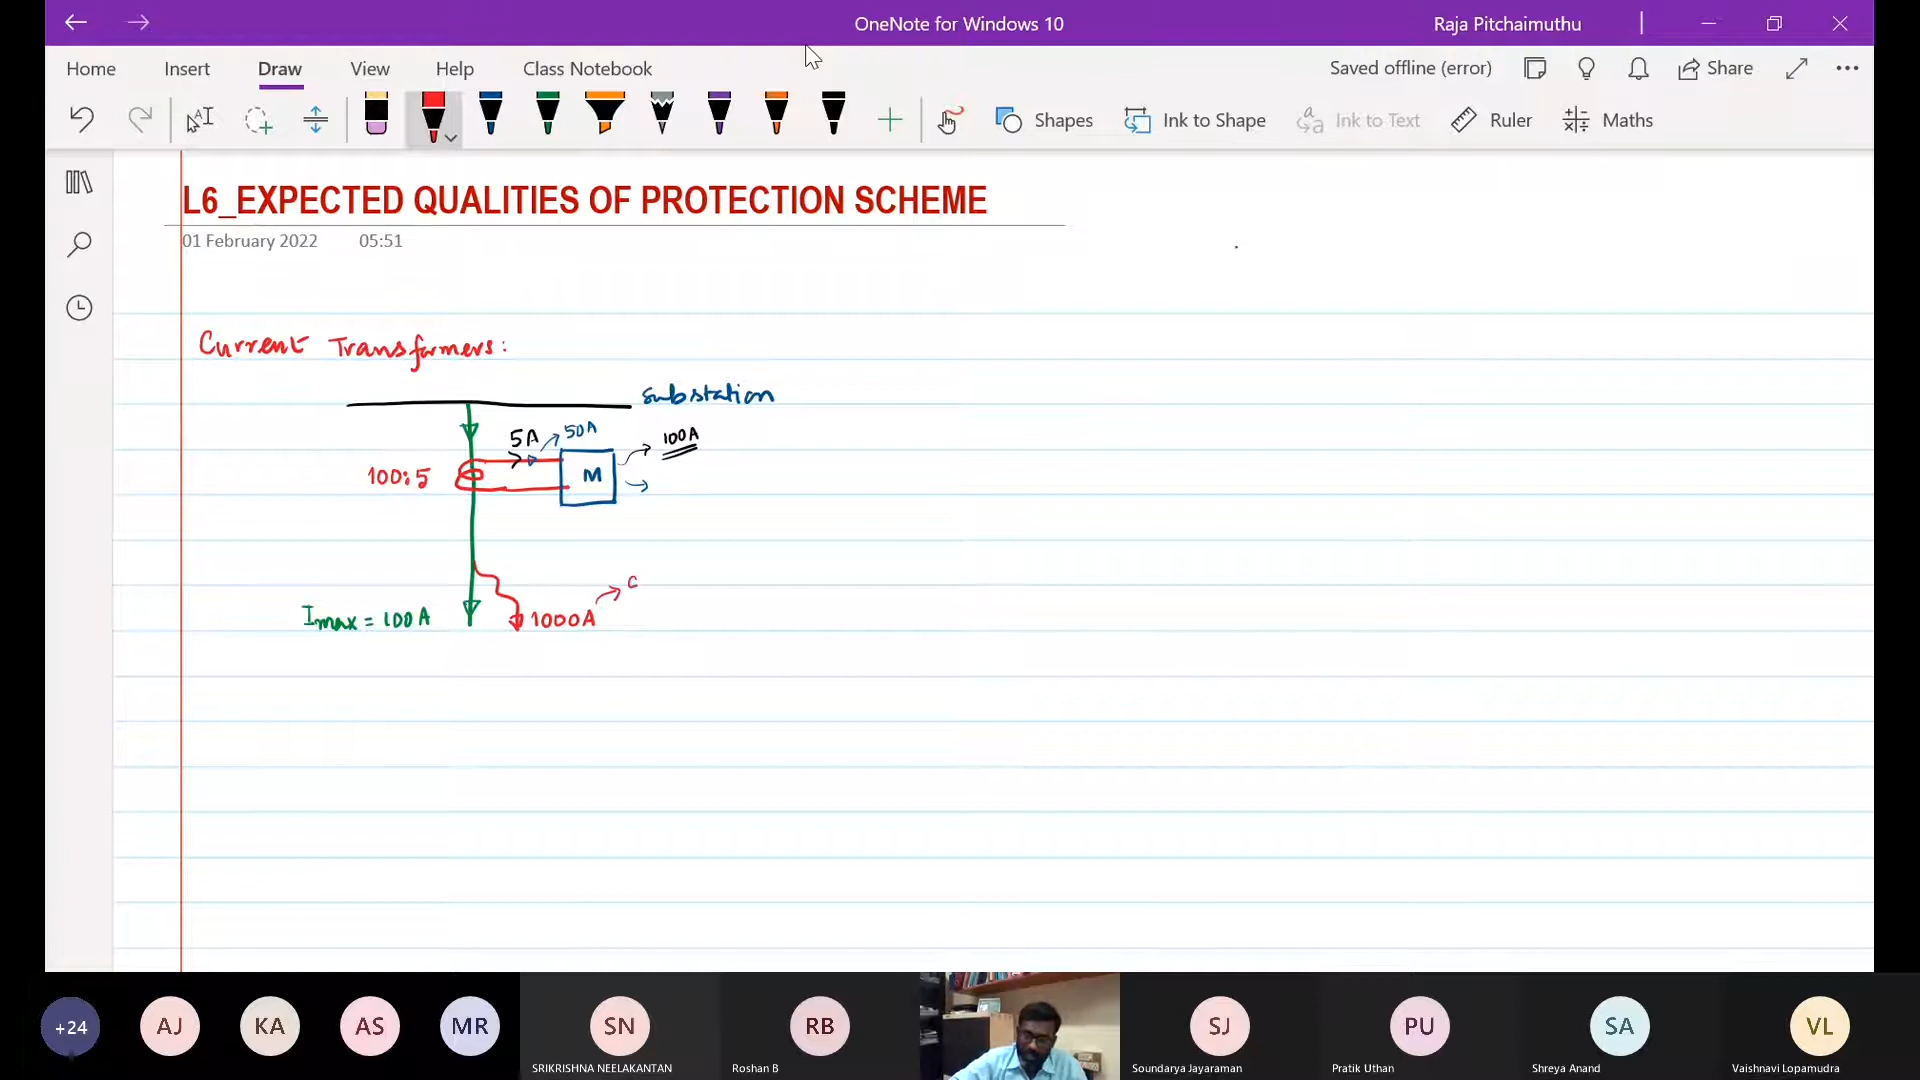 OneNote for Windows 10
Raja Pitchaimuthu
Home Insert Draw View Help Class Notebook
Saved offline (error)
Share
Shapes
Ink to Shape
Ink to Text
Ruler
Maths
L6_EXPECTED QUALITIES OF PROTECTION SCHEME
01 February 2022 05:51
Current Transformers:
substation
5A 50A
100A
100:5
M
Imax = 100A
1000A
+24 AJ KA AS MR SN RB SJ PU SA VL
SRIKRISHNA NEELAKANTAN
Roshan B
Soundarya Jayaraman
Pratik Uthan
Shreya Anand
Vaishnavi Lopamudra